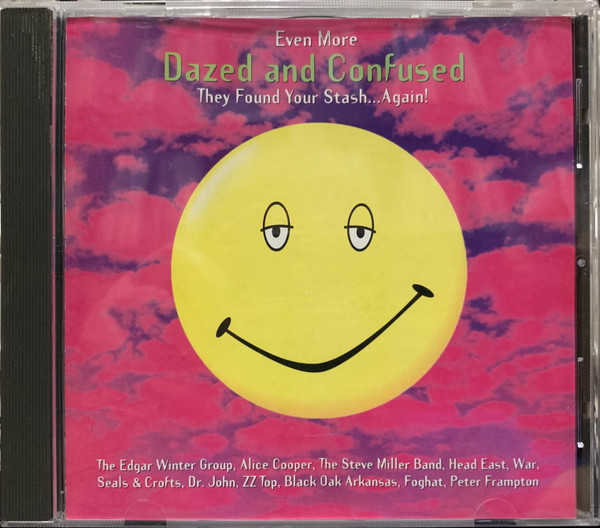 Even More
Dazed and Confused
They Found Your Stash...Again!
The Edgar Winter Group, Alice Cooper, The Steve Miller Band, Head East, War,
Seals & Crofts, Dr. John, ZZ Top, Black Oak Arkansas, Foghat, Peter Frampton